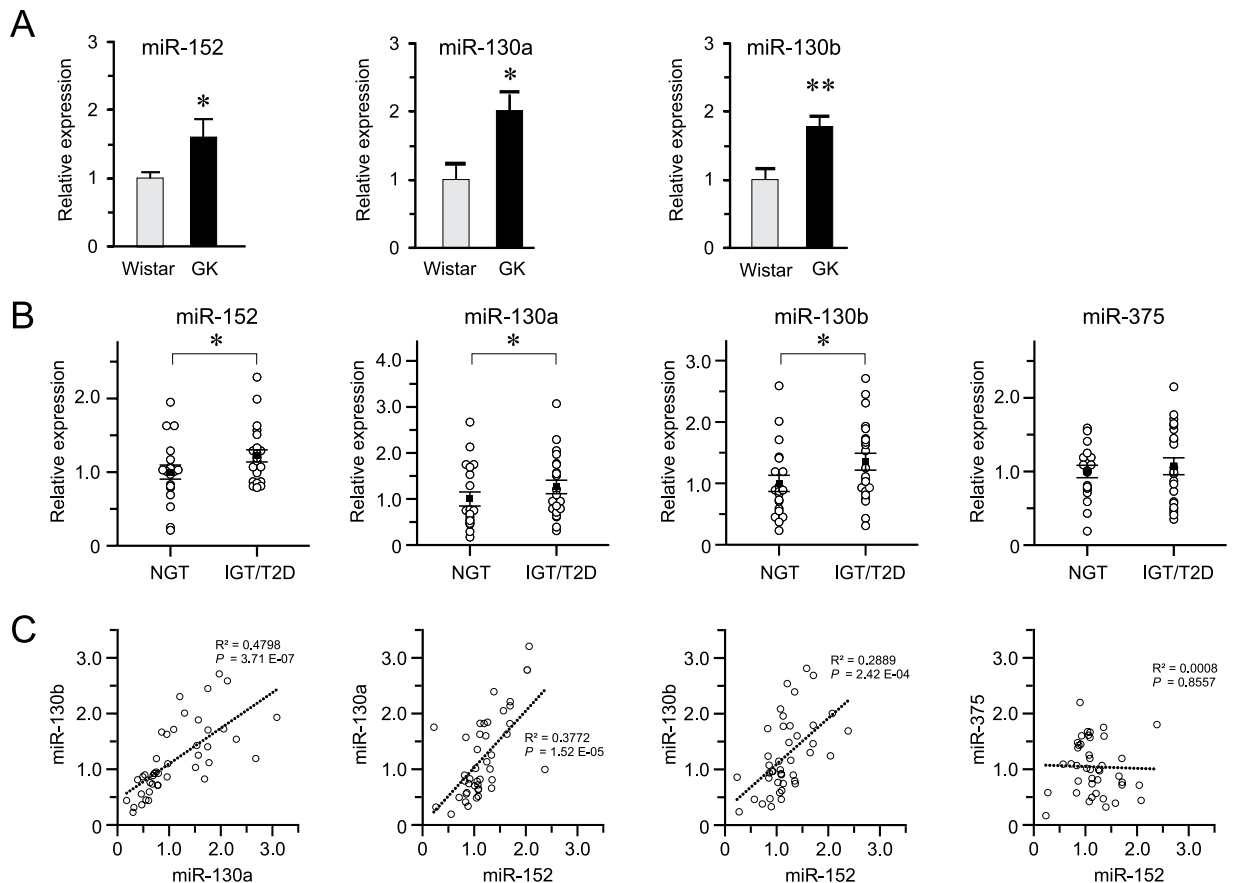 A
miR-152
miR-130a
miR-130b
Relative expression
3
2
1
0
*
Wistar GK
Relative expression
3
2
1
0
*
Wistar GK
Relative expression
3
2
1
0
**
Wistar GK
B
miR-152
miR-130a
miR-130b
miR-375
Relative expression
2.0
1.0
0
*
NGT IGT/T2D
Relative expression
4.0
3.0
2.0
1.0
0
*
NGT IGT/T2D
Relative expression
3.0
2.0
1.0
0
*
NGT IGT/T2D
Relative expression
2.0
1.0
0
NGT IGT/T2D
C
miR-130b
3.0
2.0
1.0
0
R² = 0.4798
P = 3.71 E-07
0 1.0 2.0 3.0
miR-130a
miR-130a
3.0
2.0
1.0
0
R² = 0.3772
P = 1.52 E-05
0 1.0 2.0 3.0
miR-152
miR-130b
3.0
2.0
1.0
0
R² = 0.2889
P = 2.42 E-04
0 1.0 2.0 3.0
miR-152
miR-375
3.0
2.0
1.0
0
R² = 0.0008
P = 0.8557
0 1.0 2.0 3.0
miR-152